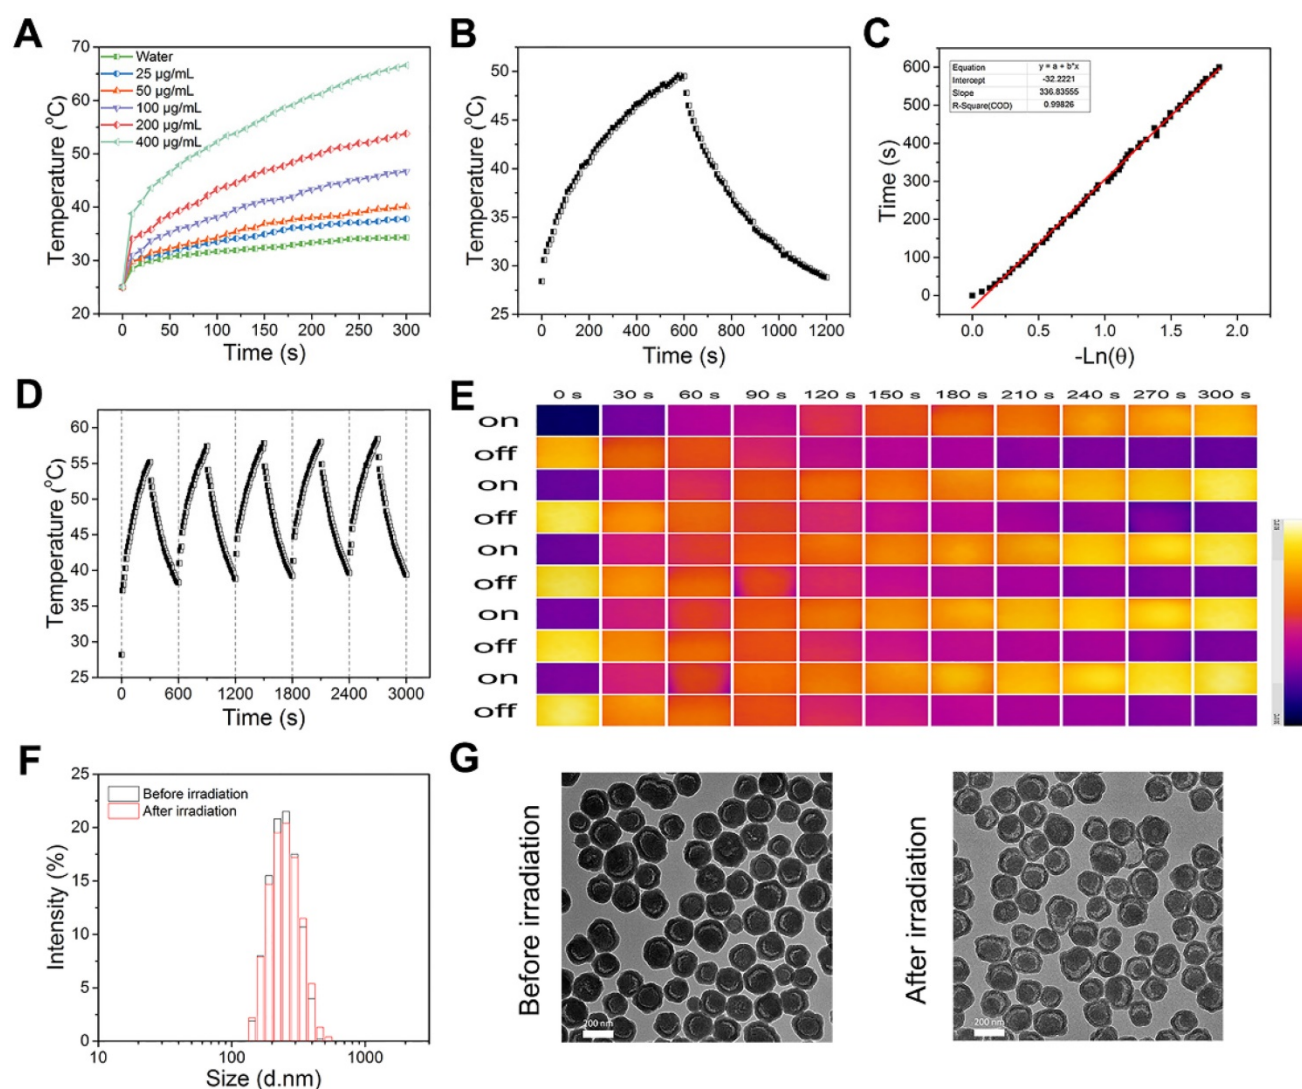 A
Temperature (°C)
70
60
50
40
30
20
Water
25 µg/mL
50 µg/mL
100 µg/mL
200 µg/mL
400 µg/mL
0 50 100 150 200 250 300
Time (s)
B
Temperature (°C)
50
45
40
35
30
25
0 200 400 600 800 1000 1200
Time (s)
C
Time (s)
600
500
400
300
200
100
0
Equation y = a + b*x
Intercept -32.2221
Slope 336.83555
R-Square(COD) 0.99826
0.0 0.5 1.0 1.5 2.0
-Ln(θ)
D
Temperature (°C)
60
55
50
45
40
35
30
25
0 600 1200 1800 2400 3000
Time (s)
E
0 s 30 s 60 s 90 s 120 s 150 s 180 s 210 s 240 s 270 s 300 s
on
off
on
off
on
off
on
off
on
off
F
Intensity (%)
25
20
15
10
5
0
Before irradiation
After irradiation
10 100 1000
Size (d.nm)
G
Before irradiation
200 nm
After irradiation
200 nm